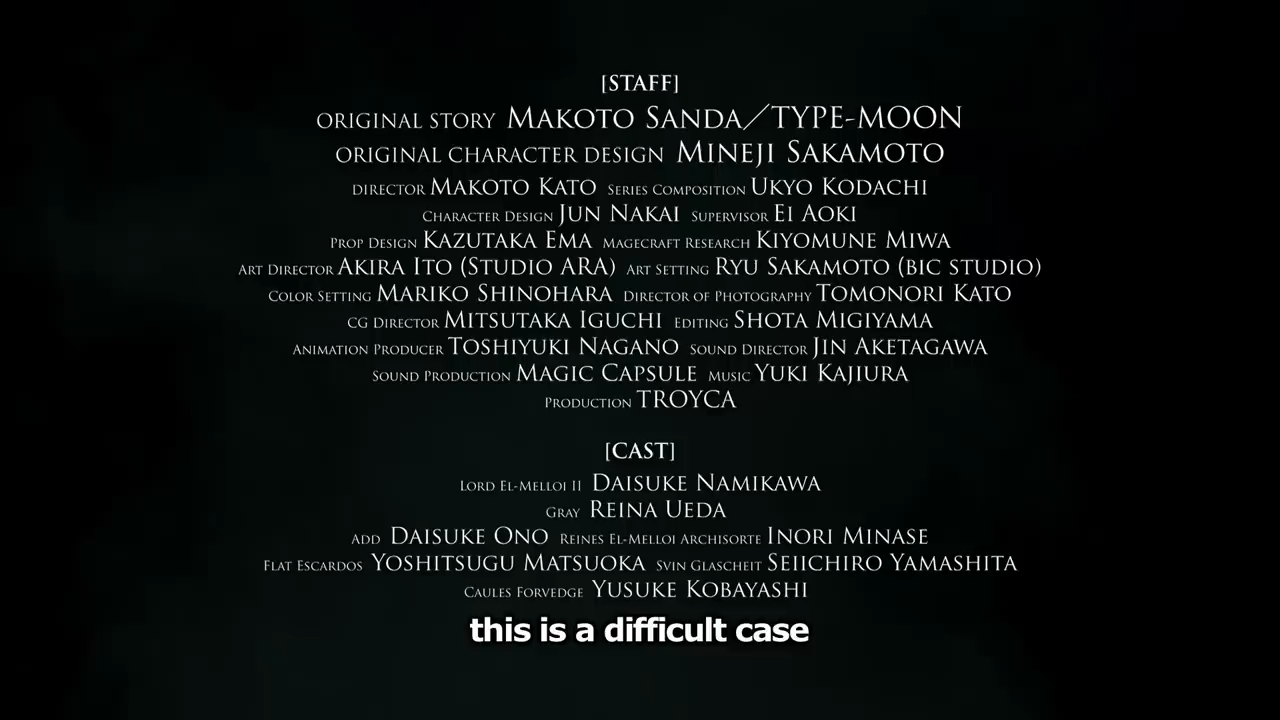 [STAFF]
ORIGINAL STORY MAKOTO SANDA／TYPE-MOON
ORIGINAL CHARACTER DESIGN MINEJI SAKAMOTO
DIRECTOR MAKOTO KATO SERIES COMPOSITION UKYO KODACHI
CHARACTER DESIGN JUN NAKAI SUPERVISOR EI AOKI
PROP DESIGN KAZUTAKA EMA MAGECRAFT RESEARCH KIYOMUNE MIWA
ART DIRECTOR AKIRA ITO (STUDIO ARA) ART SETTING RYU SAKAMOTO (BIC STUDIO)
COLOR SETTING MARIKO SHINOHARA DIRECTOR OF PHOTOGRAPHY TOMONORI KATO
CG DIRECTOR MITSUTAKA IGUCHI EDITING SHOTA MIGIYAMA
ANIMATION PRODUCER TOSHIYUKI NAGANO SOUND DIRECTOR JIN AKETAGAWA
SOUND PRODUCTION MAGIC CAPSULE MUSIC YUKI KAJIURA
PRODUCTION TROYCA
[CAST]
LORD EL-MELLOI II DAISUKE NAMIKAWA
GRAY REINA UEDA
ADD DAISUKE ONO REINES EL-MELLOI ARCHISORTE INORI MINASE
FLAT ESCARDOS YOSHITSUGU MATSUOKA SVIN GLASCHEIT SEIICHIRO YAMASHITA
CAULES FORVEDGE YUSUKE KOBAYASHI
this is a difficult case